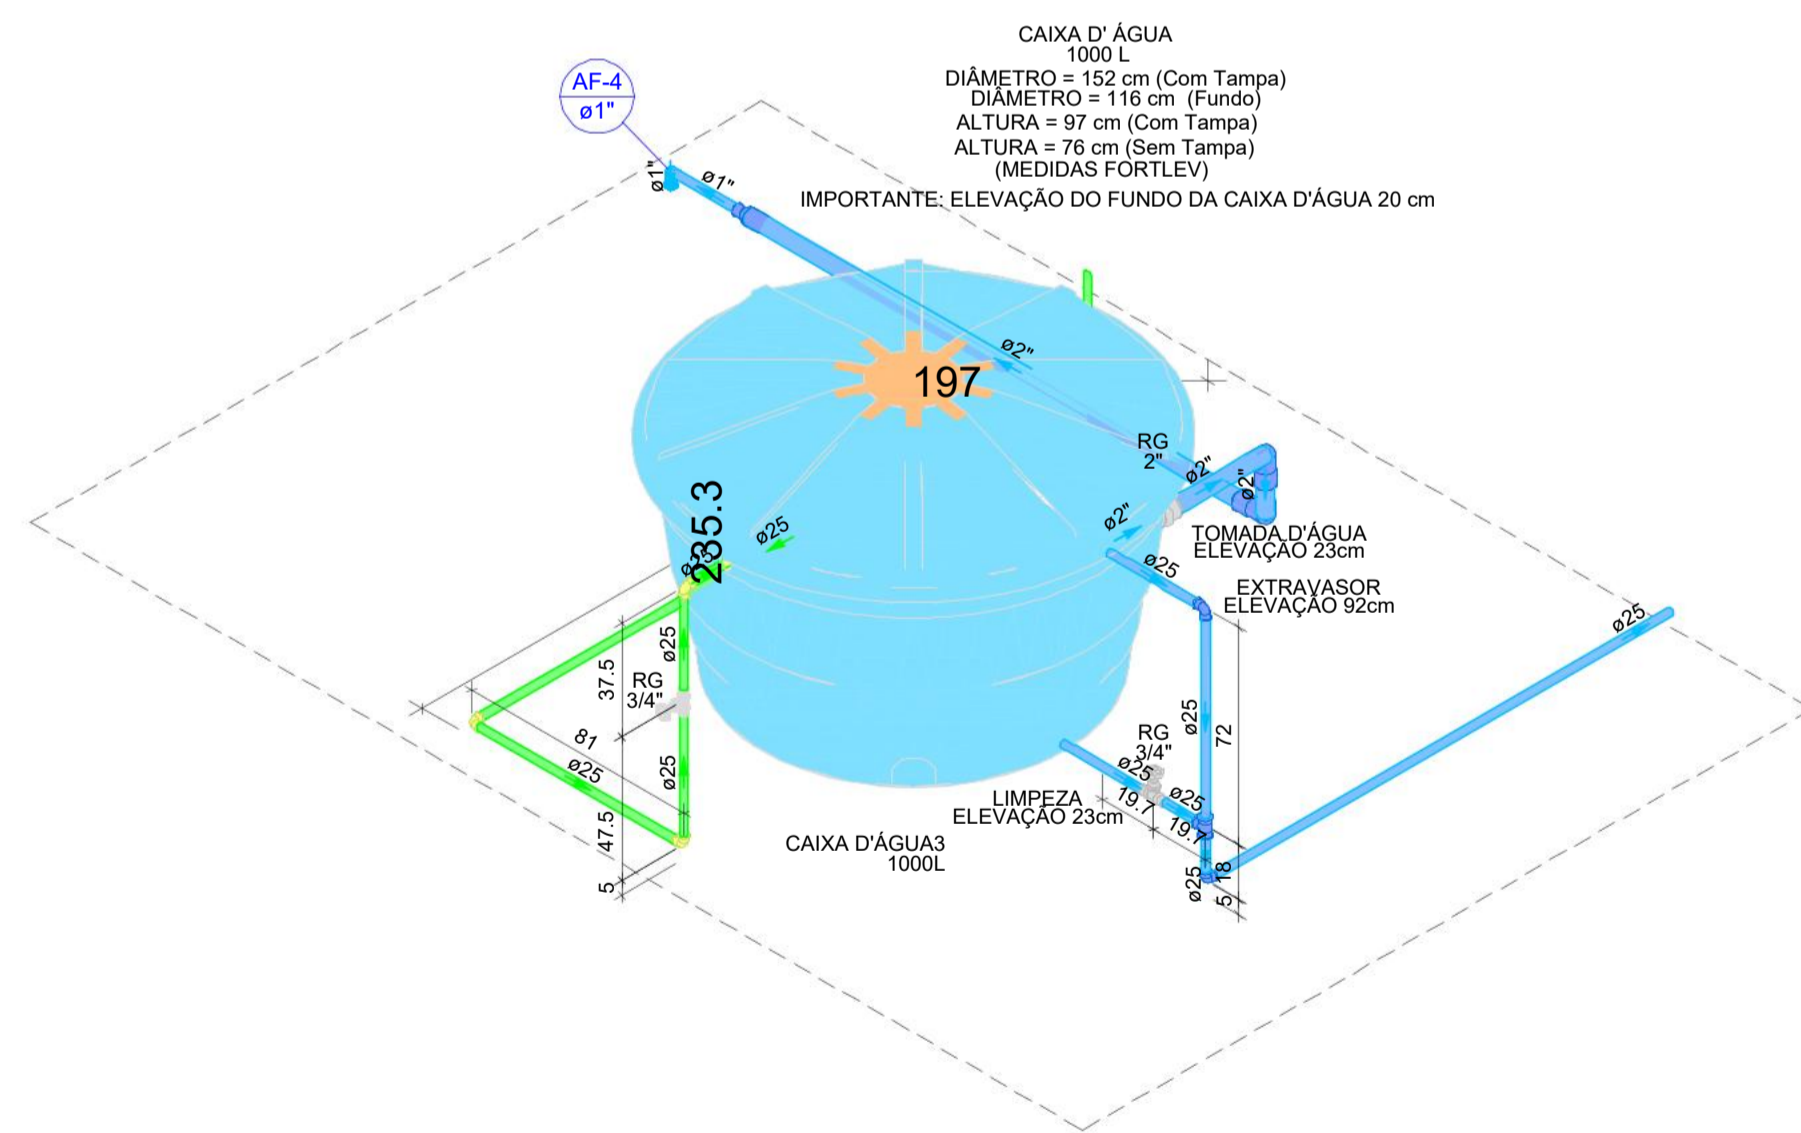 CAIXA D' ÁGUA
1000 L
DIÂMETRO = 152 cm (Com Tampa)
DIÂMETRO = 116 cm (Fundo)
ALTURA = 97 cm (Com Tampa)
ALTURA = 76 cm (Sem Tampa)
(MEDIDAS FORTLEV)
IMPORTANTE: ELEVAÇÃO DO FUNDO DA CAIXA D'ÁGUA 20 cm
AF-4
ø1"
ø1"
ø1"
ø2"
197
RG
2"
ø2"
ø2"
ø2"
TOMADA D'ÁGUA
ELEVAÇÃO 23cm
ø25
EXTRAVASOR
ELEVAÇÃO 92cm
ø25
235.3
ø25
ø25
ø25
37.5
RG
3/4"
81
ø25
ø25
47.5
5
ø25
72
RG
3/4"
ø25
19.7
ø25
19.7
LIMPEZA
ELEVAÇÃO 23cm
ø25
18
5
CAIXA D'ÁGUA3
1000L